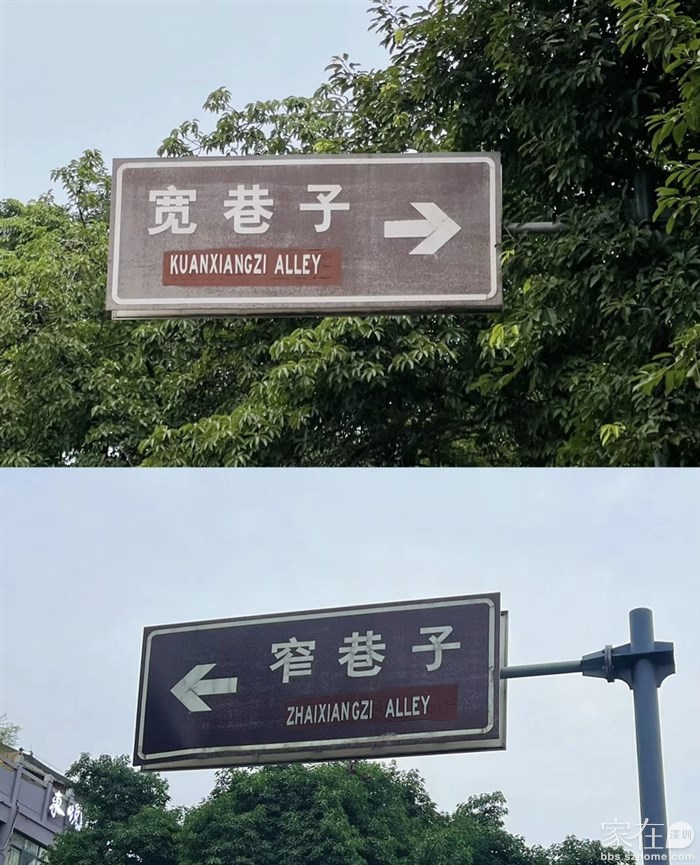 宽巷子
KUANXIANGZI ALLEY
窄巷子
ZHAIXIANGZI ALLEY
家在深圳
bbs.szhome.com